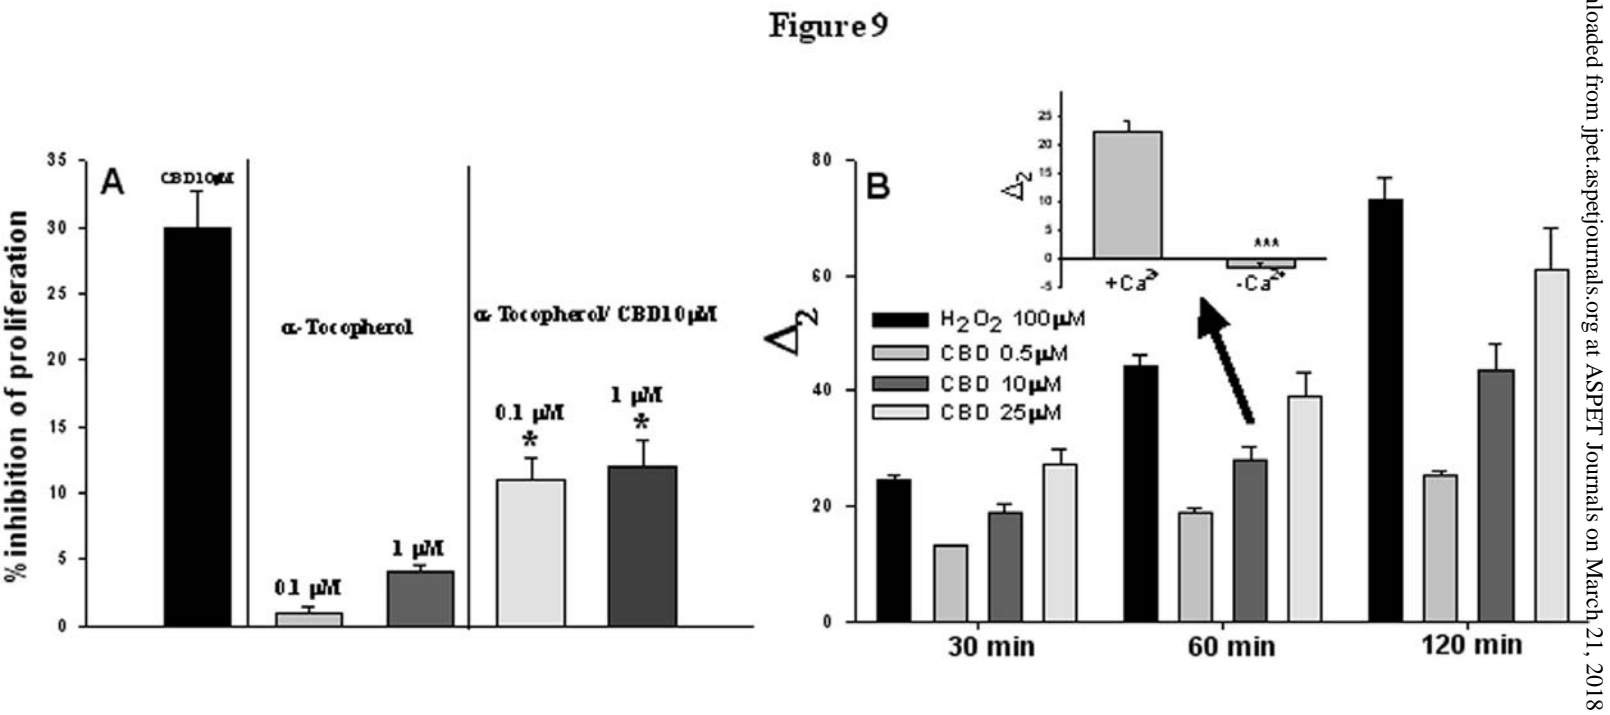 Figure 9
nloaded from jpet.aspetjournals.org at ASPET Journals on March 21, 2018
% inhibition of proliferation
35
30
25
20
15
10
5
0
A
CBD10µM
α-Tocopherol
0.1 µM
1 µM
α-Tocopherol/ CBD10µM
0.1 µM
*
1 µM
*
Δ2
80
60
40
20
0
B
Δ2
25
20
15
10
5
0
-5
***
+Ca2+
-Ca2+
H2O2 100µM
CBD 0.5µM
CBD 10µM
CBD 25µM
30 min
60 min
120 min